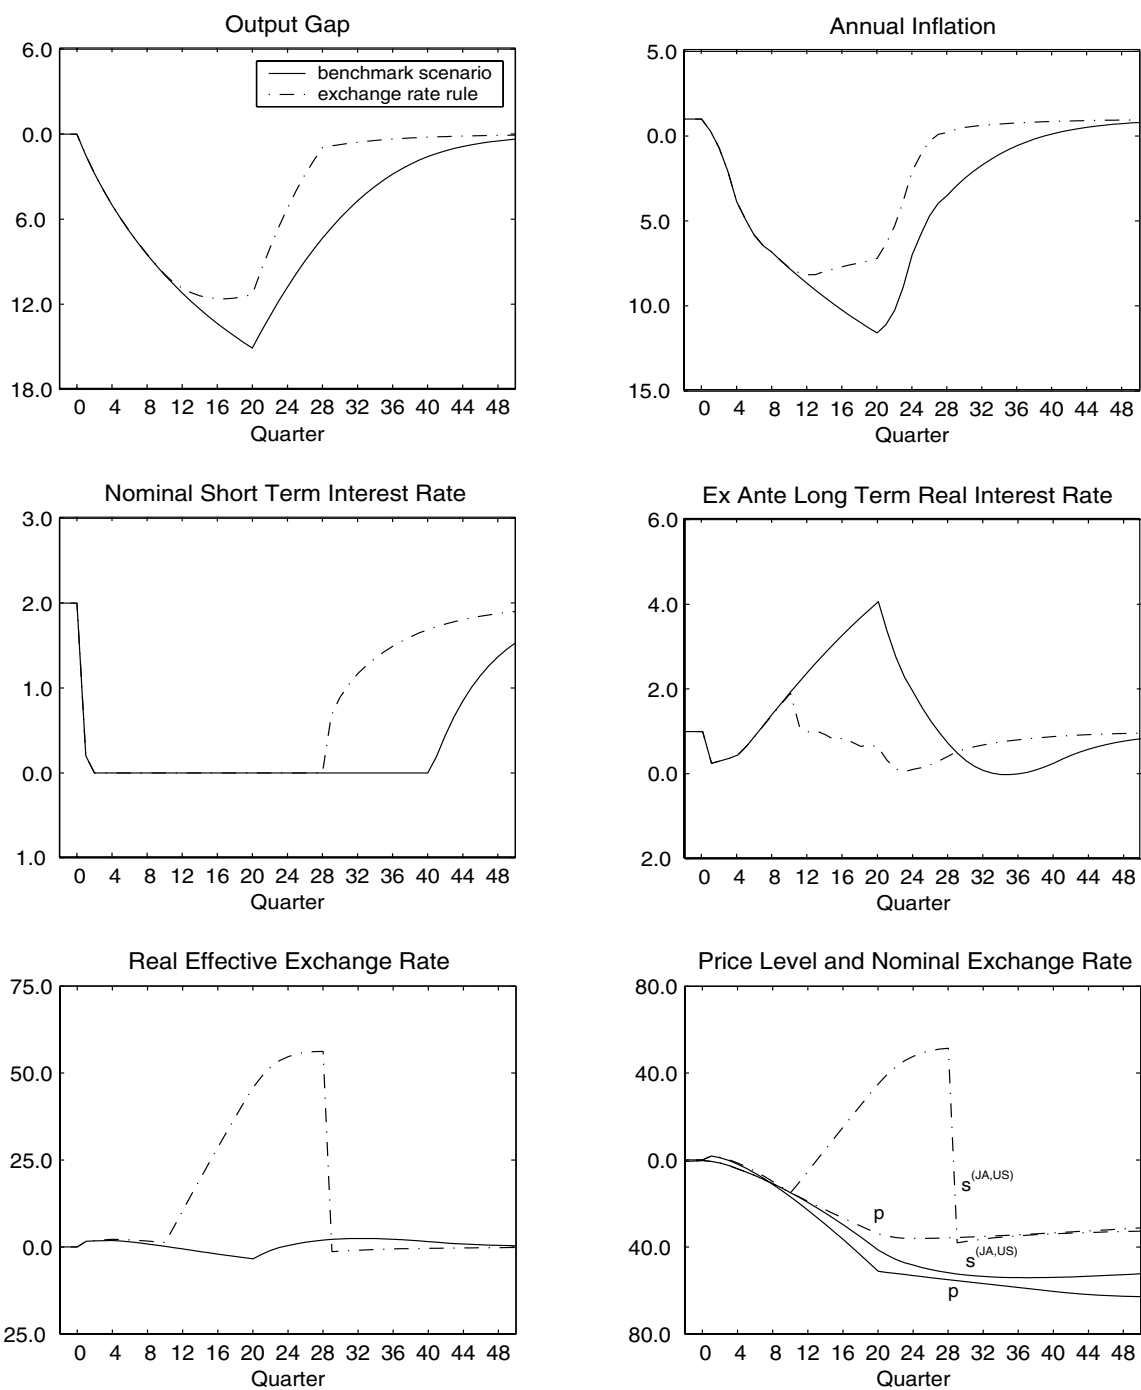 Output Gap
6.0
0.0
6.0
12.0
18.0
benchmark scenario
exchange rate rule
0 4 8 12 16 20 24 28 32 36 40 44 48
Quarter
Annual Inflation
5.0
0.0
5.0
10.0
15.0
0 4 8 12 16 20 24 28 32 36 40 44 48
Quarter
Nominal Short Term Interest Rate
3.0
2.0
1.0
0.0
1.0
0 4 8 12 16 20 24 28 32 36 40 44 48
Quarter
Ex Ante Long Term Real Interest Rate
6.0
4.0
2.0
0.0
2.0
0 4 8 12 16 20 24 28 32 36 40 44 48
Quarter
Real Effective Exchange Rate
75.0
50.0
25.0
0.0
25.0
0 4 8 12 16 20 24 28 32 36 40 44 48
Quarter
Price Level and Nominal Exchange Rate
80.0
40.0
0.0
40.0
80.0
s(JA,US)
p
s(JA,US)
p
0 4 8 12 16 20 24 28 32 36 40 44 48
Quarter